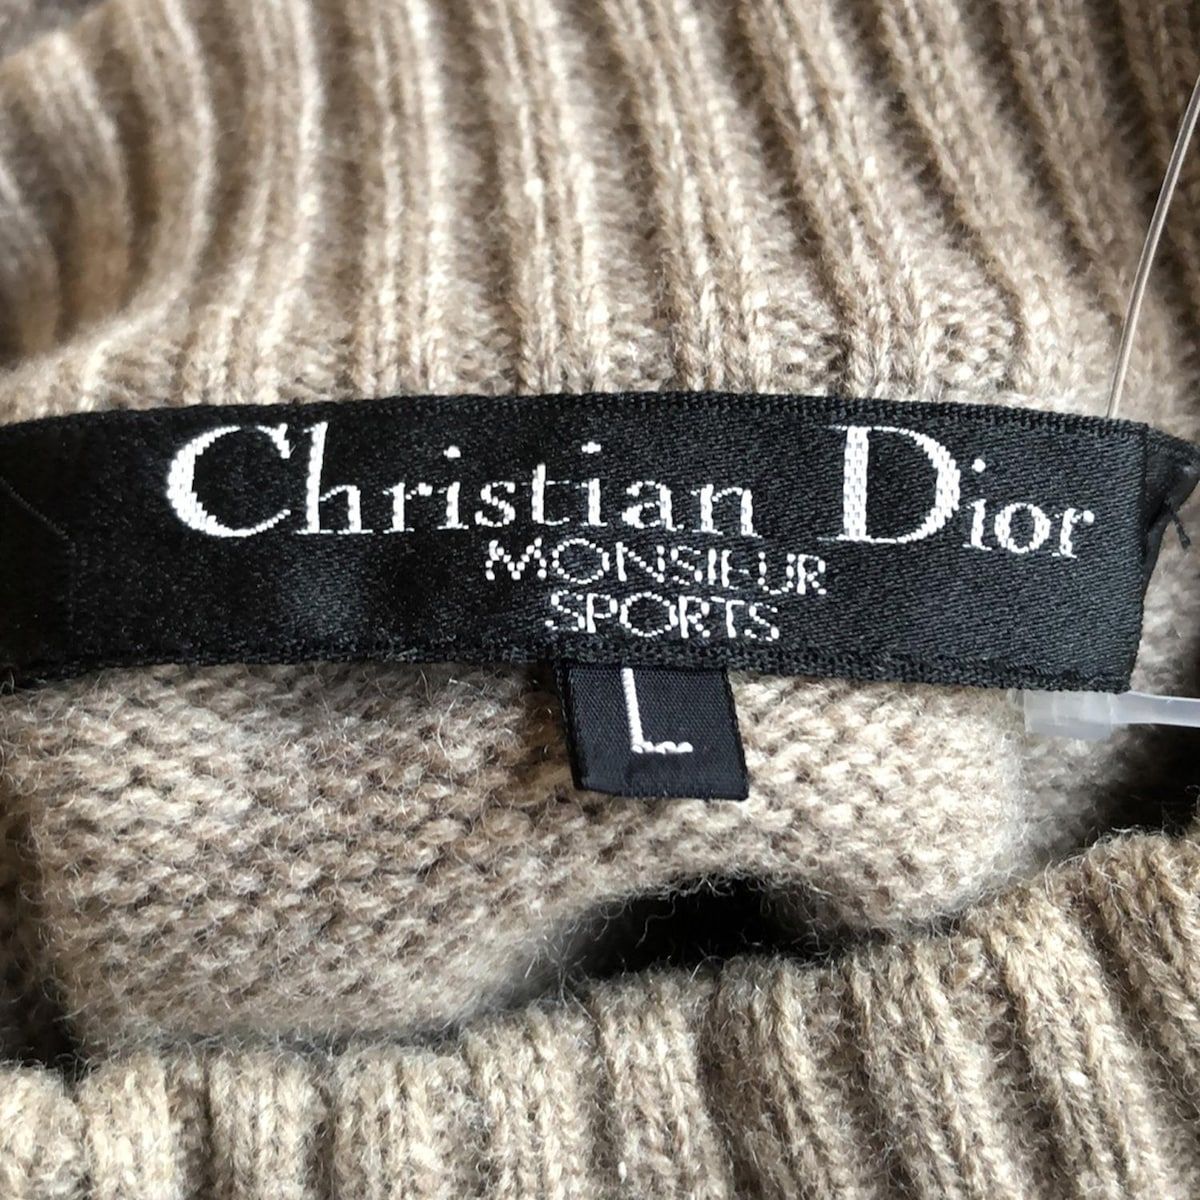 Christian Dior
MONSIEUR
SPORTS
L